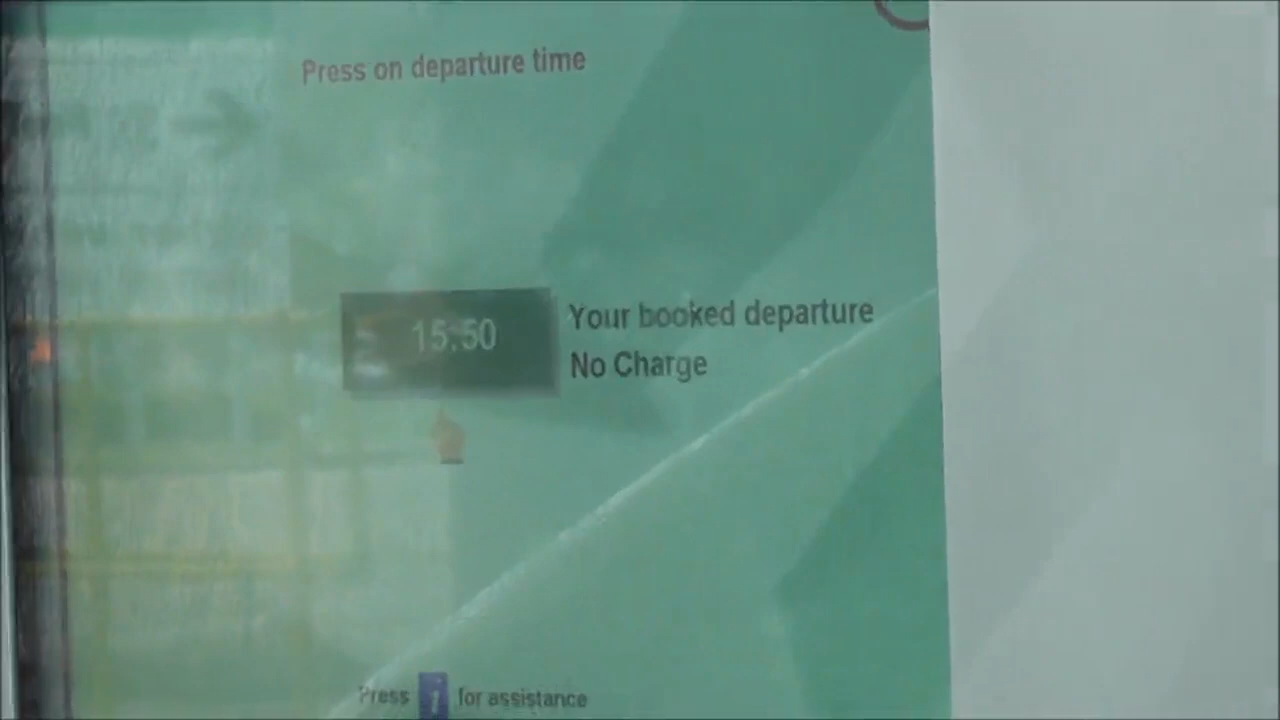 Press on departure time
15:50
Your booked departure
No Charge
Press i for assistance